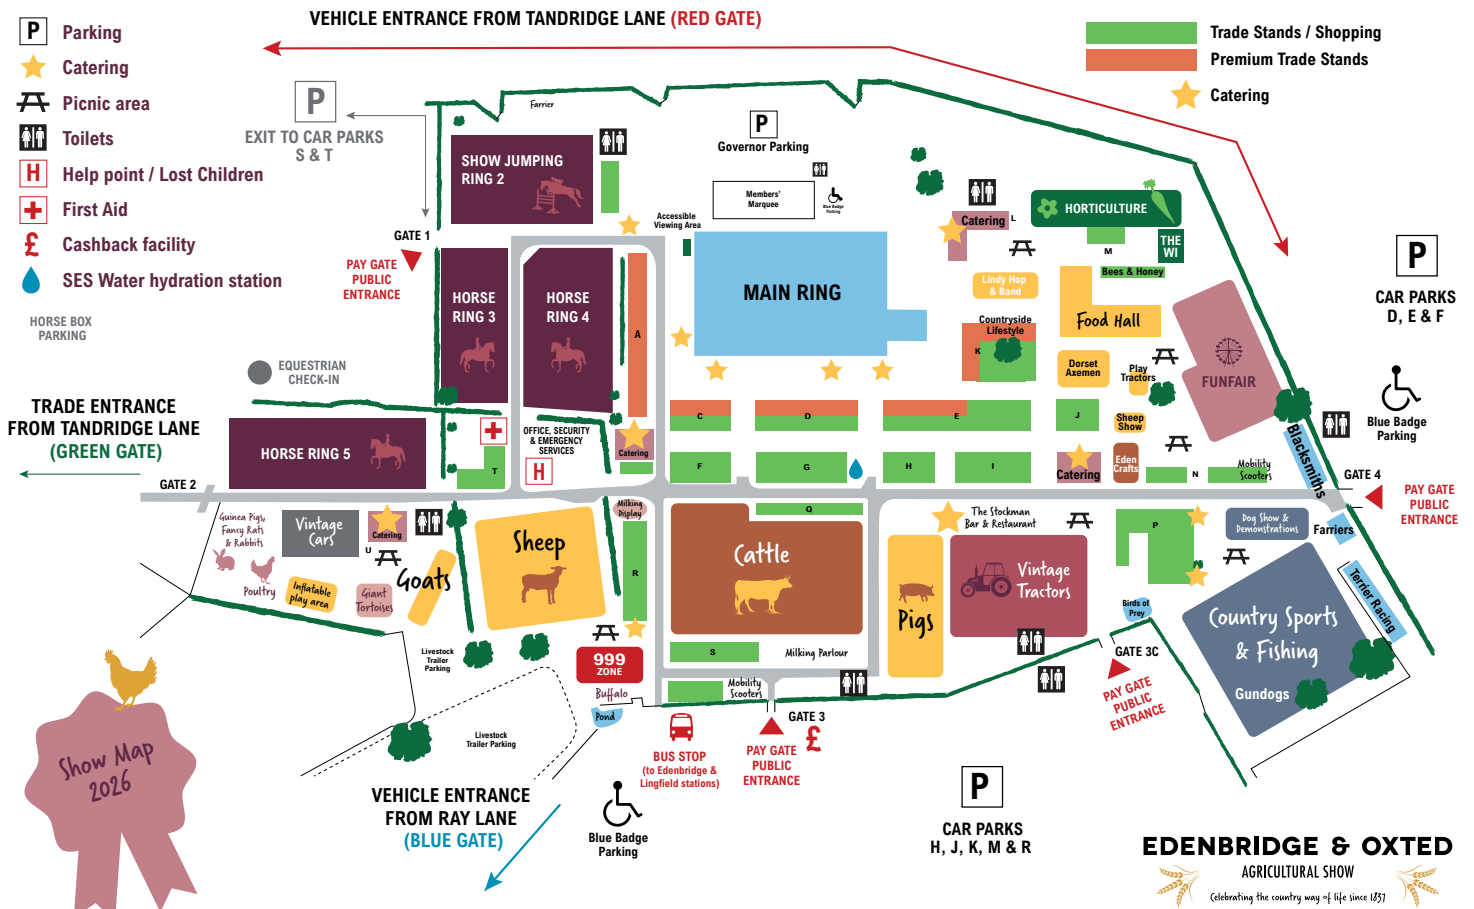 VEHICLE ENTRANCE FROM TANDRIDGE LANE (RED GATE)
P Parking
Catering
Picnic area
Toilets
H Help point / Lost Children
First Aid
£ Cashback facility
SES Water hydration station
HORSE BOX
PARKING
Trade Stands / Shopping
Premium Trade Stands
Catering
P
EXIT TO CAR PARKS
S & T
Farrier
P
Governor Parking
SHOW JUMPING
RING 2
Members'
Marquee
Blue Badge
Parking
Accessible
Viewing Area
GATE 1
PAY GATE
PUBLIC
ENTRANCE
HORSE
RING 3
HORSE
RING 4
A
MAIN RING
Catering
L
HORTICULTURE
M
THE
WI
Bees & Honey
Lindy Hop
& Band
Food Hall
Countryside
Lifestyle
K
Dorset
Axemen
Play
Tractors
FUNFAIR
P
CAR PARKS
D, E & F
Blue Badge
Parking
EQUESTRIAN
CHECK-IN
TRADE ENTRANCE
FROM TANDRIDGE LANE
(GREEN GATE)
HORSE RING 5
T
OFFICE, SECURITY
& EMERGENCY
SERVICES
H
Catering
C
D
E
J
Sheep
Show
F
G
H
I
Catering
Eden
Crafts
N
Mobility
Scooters
Blacksmiths
GATE 4
PAY GATE
PUBLIC
ENTRANCE
GATE 2
Guinea Pigs,
Fancy Rats
& Rabbits
Poultry
Vintage
Cars
Catering
U
Inflatable
play area
Giant
Tortoises
Goats
Sheep
Milking
Display
R
Q
Cattle
The Stockman
Bar & Restaurant
Pigs
Vintage
Tractors
P
Dog Show &
Demonstrations
Farriers
Terrier Racing
Birds of
Prey
Country Sports
& Fishing
Gundogs
GATE 3C
PAY GATE
PUBLIC
ENTRANCE
Livestock
Trailer
Parking
999
ZONE
S
Milking Parlour
Mobility
Scooters
Buffalo
Pond
Livestock
Trailer Parking
BUS STOP
(to Edenbridge &
Lingfield stations)
GATE 3
£
PAY GATE
PUBLIC
ENTRANCE
Show Map
2026
VEHICLE ENTRANCE
FROM RAY LANE
(BLUE GATE)
Blue Badge
Parking
P
CAR PARKS
H, J, K, M & R
EDENBRIDGE & OXTED
AGRICULTURAL SHOW
Celebrating the country way of life since 1837